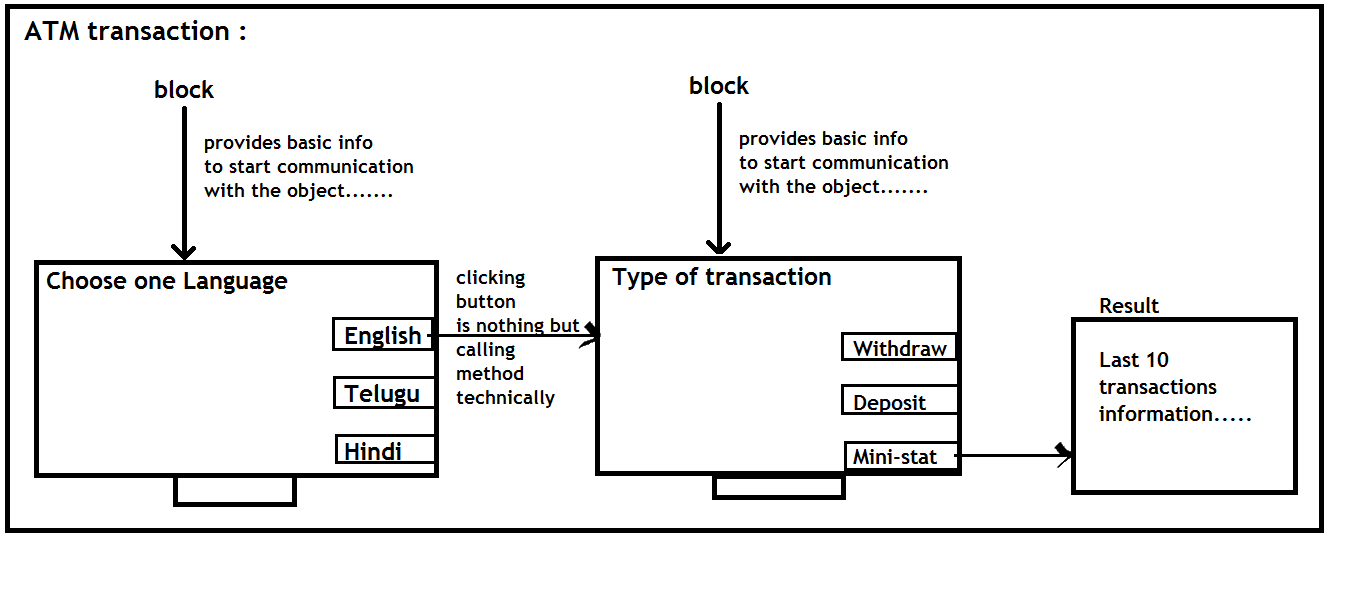 ATM transaction :
block
provides basic info
to start communication
with the object.......
block
provides basic info
to start communication
with the object.......
Choose one Language
English
Telugu
Hindi
clicking
button
is nothing but
calling
method
technically
Type of transaction
Withdraw
Deposit
Mini-stat
Result
Last 10
transactions
information.....